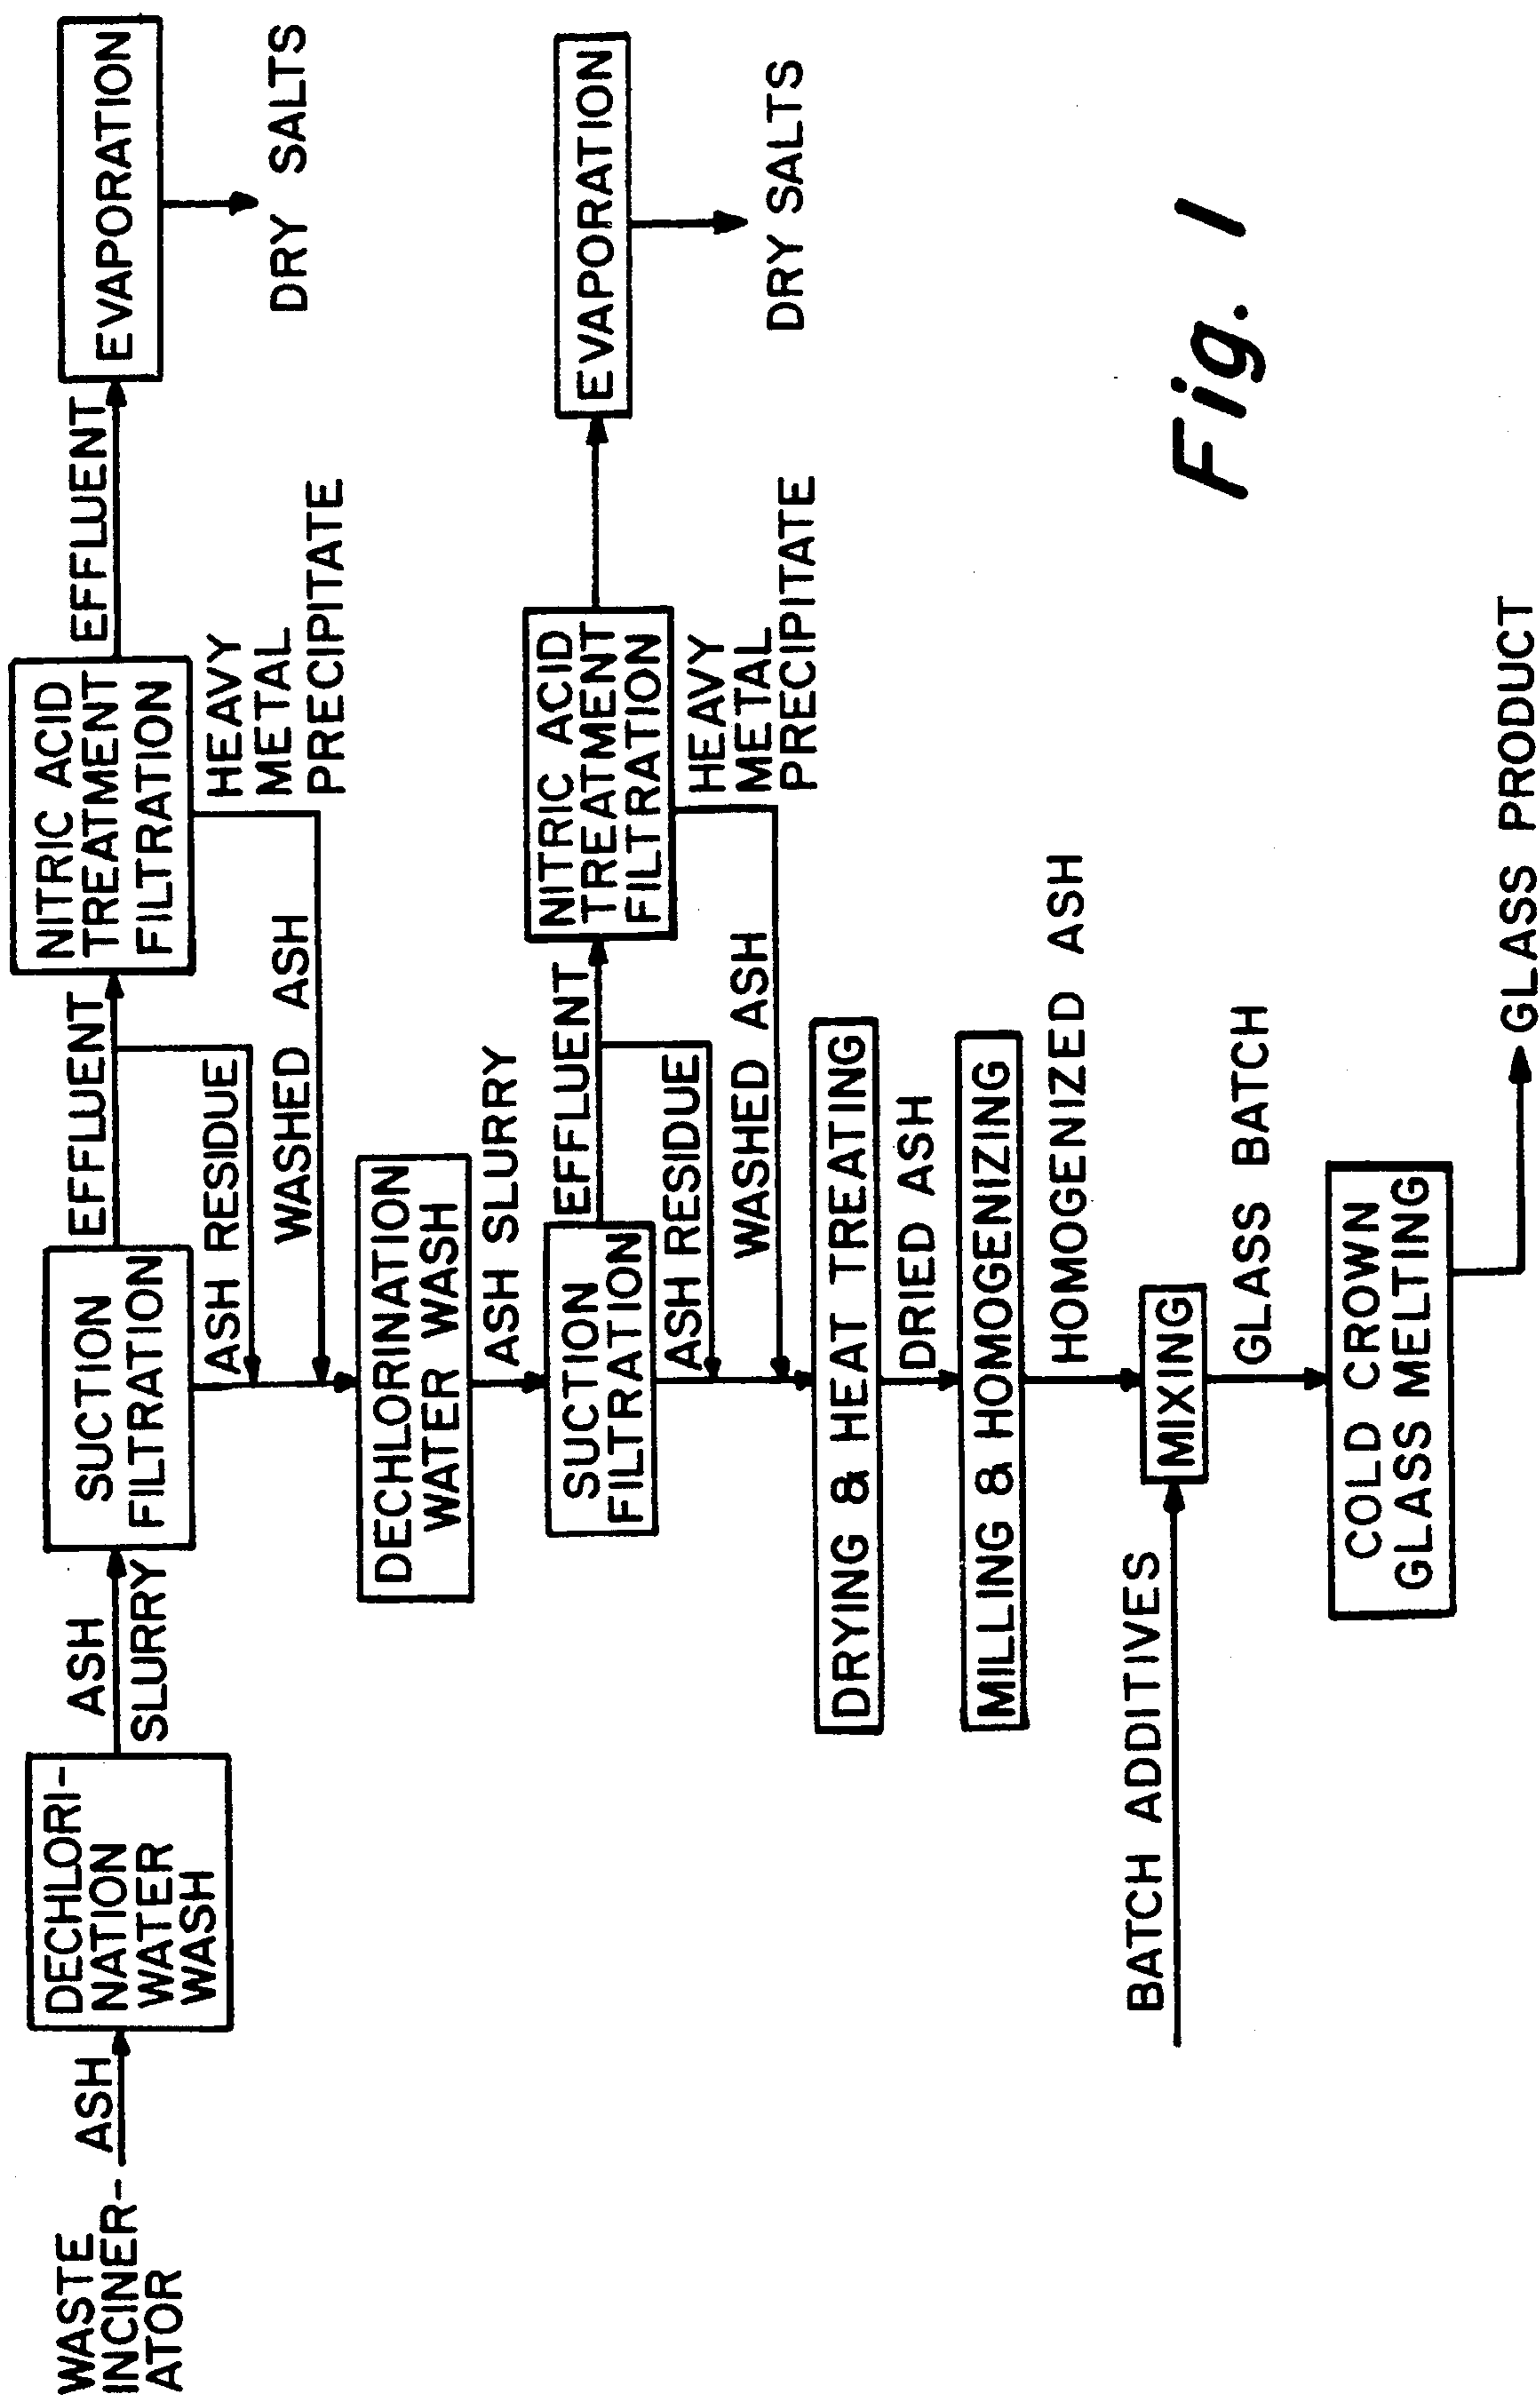 WASTE
INCINER-
ATOR
ASH
DECHLORI-
NATION
WATER
WASH
ASH
SLURRY
SUCTION
FILTRATION
EFFLUENT
NITRIC ACID
TREATMENT
FILTRATION
EFFLUENT
EVAPORATION
DRY SALTS
ASH RESIDUE
WASHED ASH
HEAVY
METAL
PRECIPITATE
DECHLORINATION
WATER WASH
ASH SLURRY
SUCTION
FILTRATION
EFFLUENT
NITRIC ACID
TREATMENT
FILTRATION
EVAPORATION
DRY SALTS
ASH RESIDUE
WASHED ASH
HEAVY
METAL
PRECIPITATE
DRYING & HEAT TREATING
DRIED ASH
MILLING & HOMOGENIZING
HOMOGENIZED ASH
BATCH ADDITIVES
MIXING
GLASS BATCH
COLD CROWN
GLASS MELTING
GLASS PRODUCT
Fig. 1